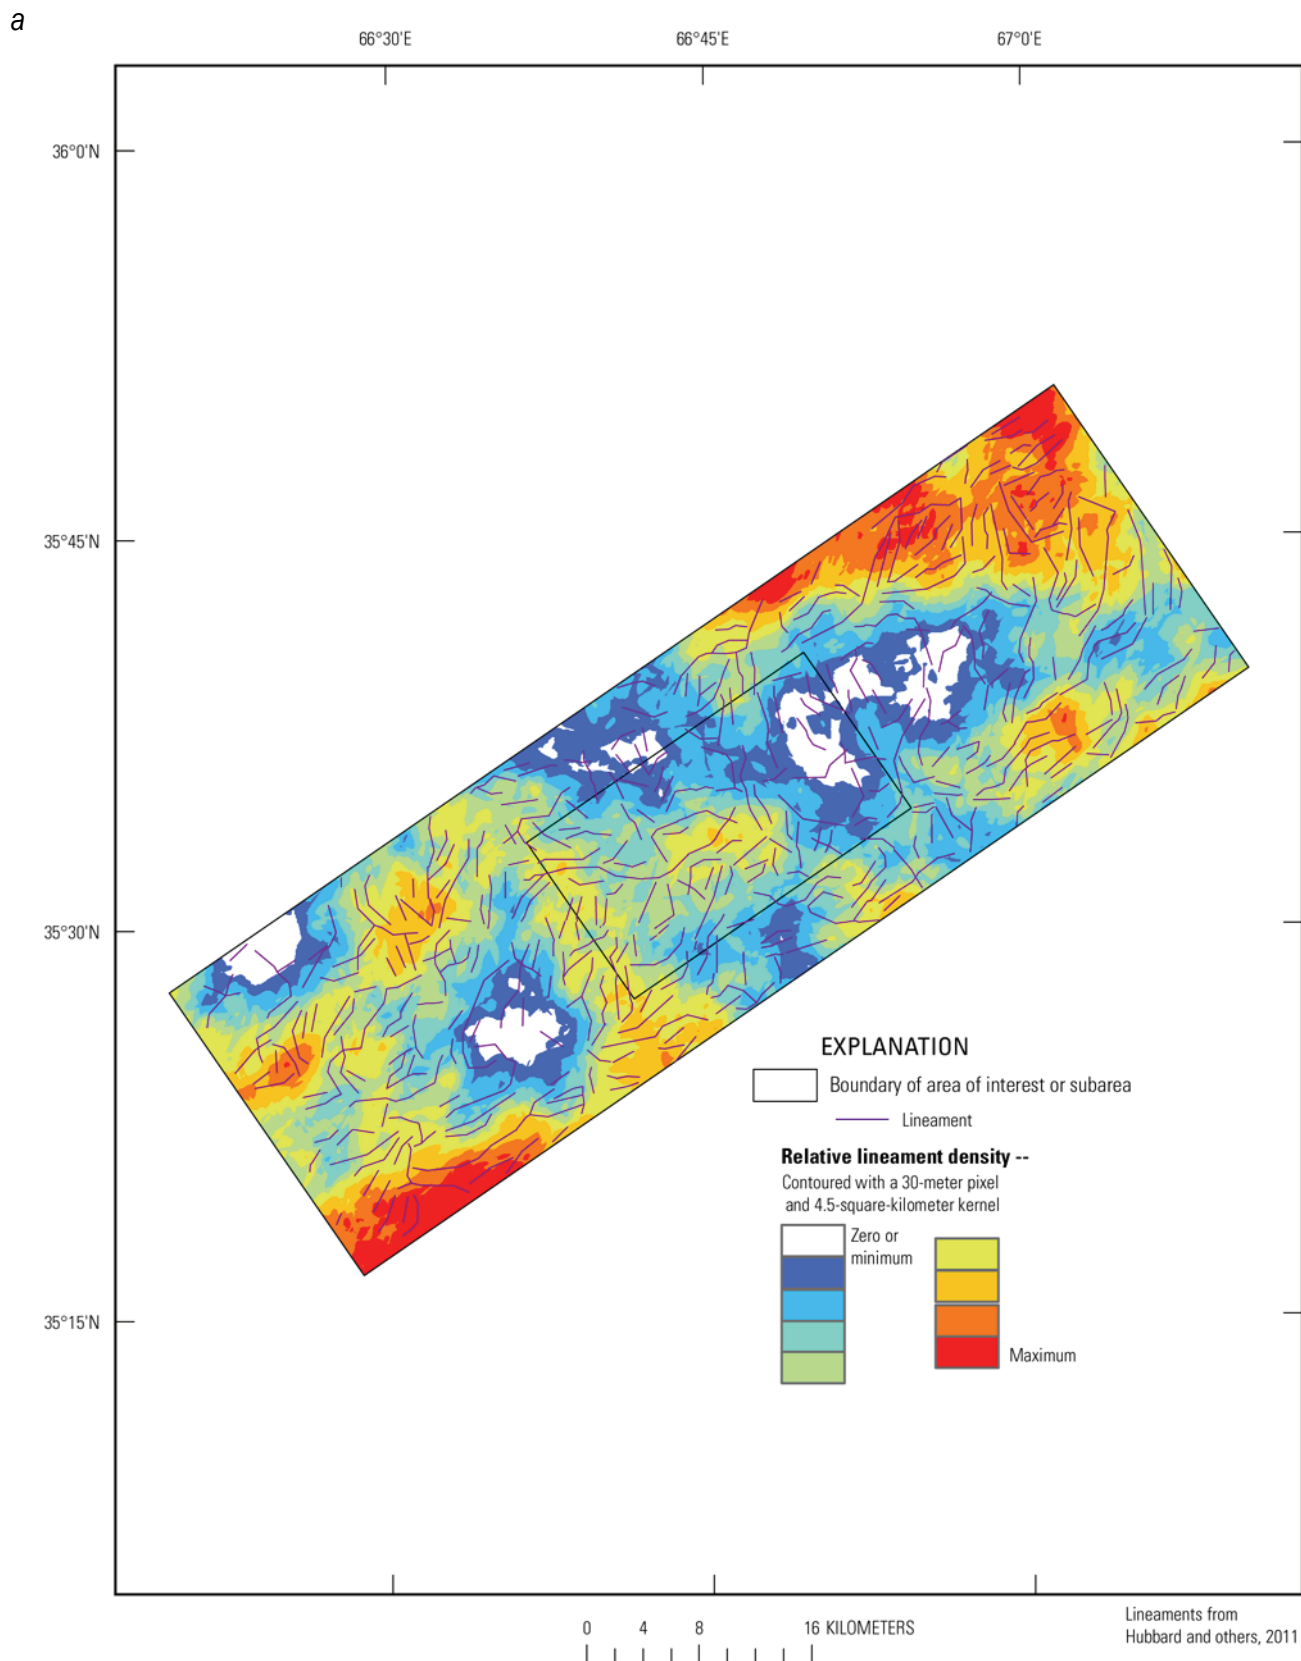 a
66°30'E 66°45'E 67°0'E
36°0'N
35°45'N
35°30'N
35°15'N
EXPLANATION
Boundary of area of interest or subarea
Lineament
Relative lineament density --
Contoured with a 30-meter pixel
and 4.5-square-kilometer kernel
Zero or
minimum
Maximum
0 4 8 16 KILOMETERS
Lineaments from
Hubbard and others, 2011